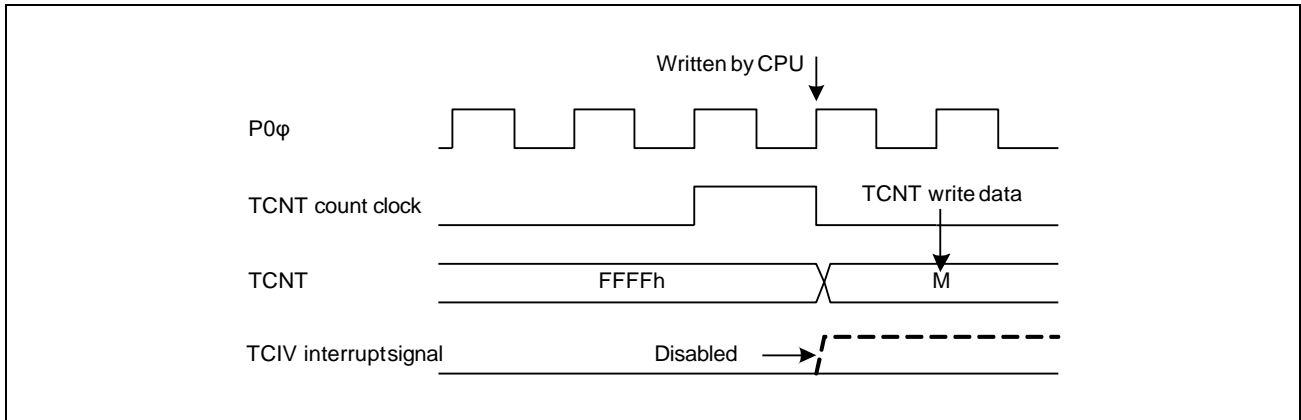 Written by CPU
P0φ
TCNT count clock
TCNT write data
TCNT
FFFFh
M
TCIV interrupt signal
Disabled